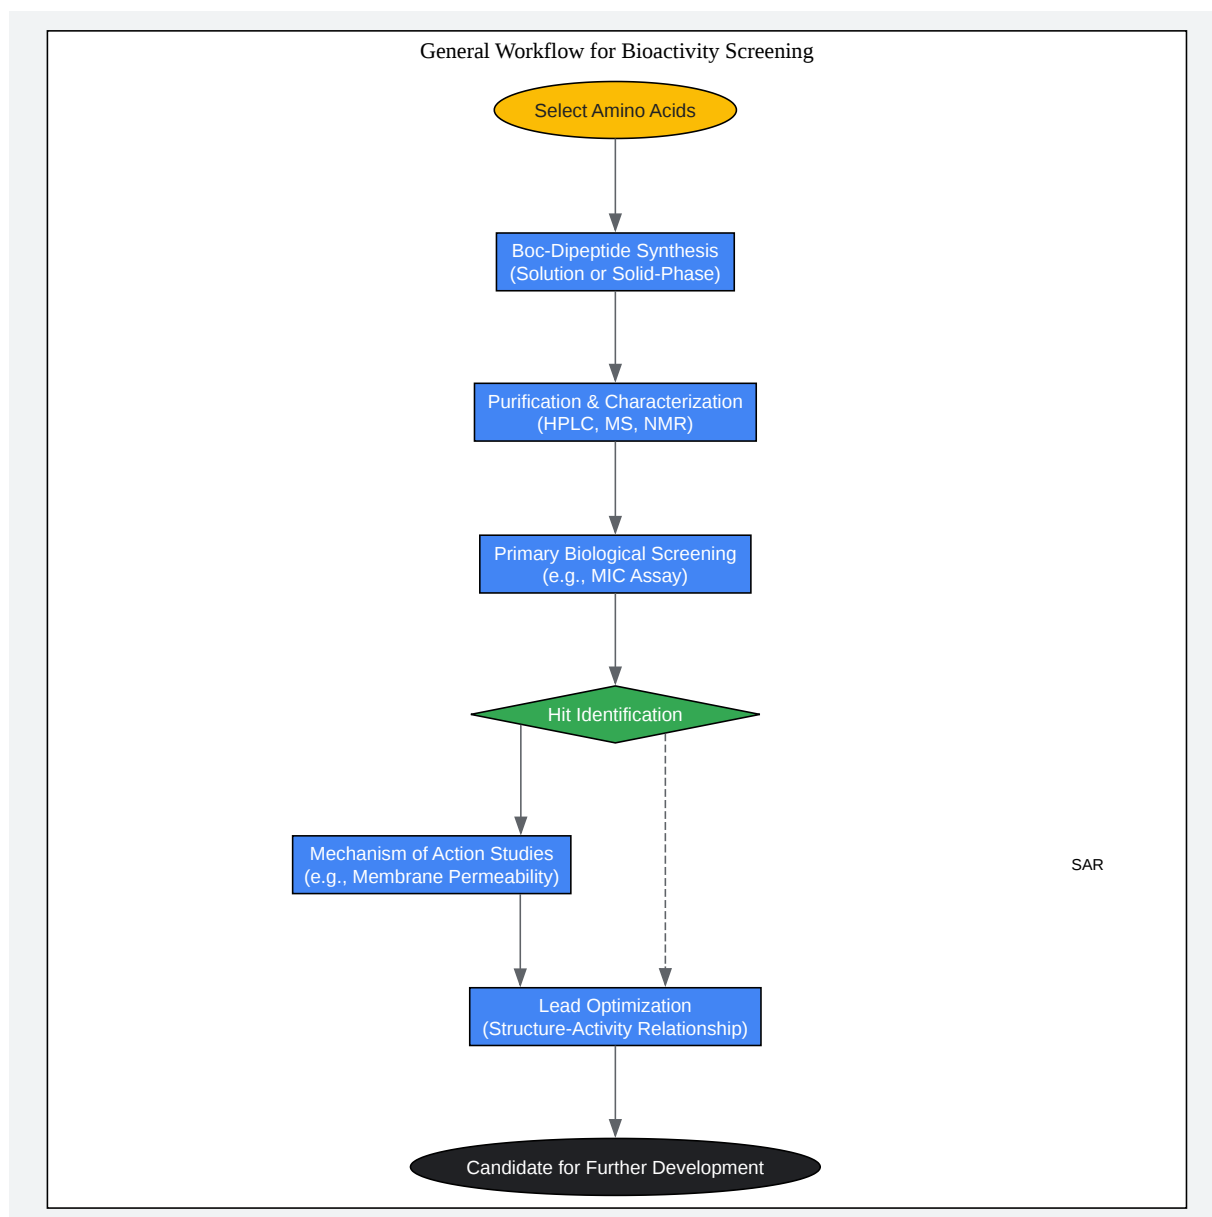 General Workflow for Bioactivity Screening
Select Amino Acids
Boc-Dipeptide Synthesis
(Solution or Solid-Phase)
Purification & Characterization
(HPLC, MS, NMR)
Primary Biological Screening
(e.g., MIC Assay)
Hit Identification
Mechanism of Action Studies
(e.g., Membrane Permeability)
SAR
Lead Optimization
(Structure-Activity Relationship)
Candidate for Further Development